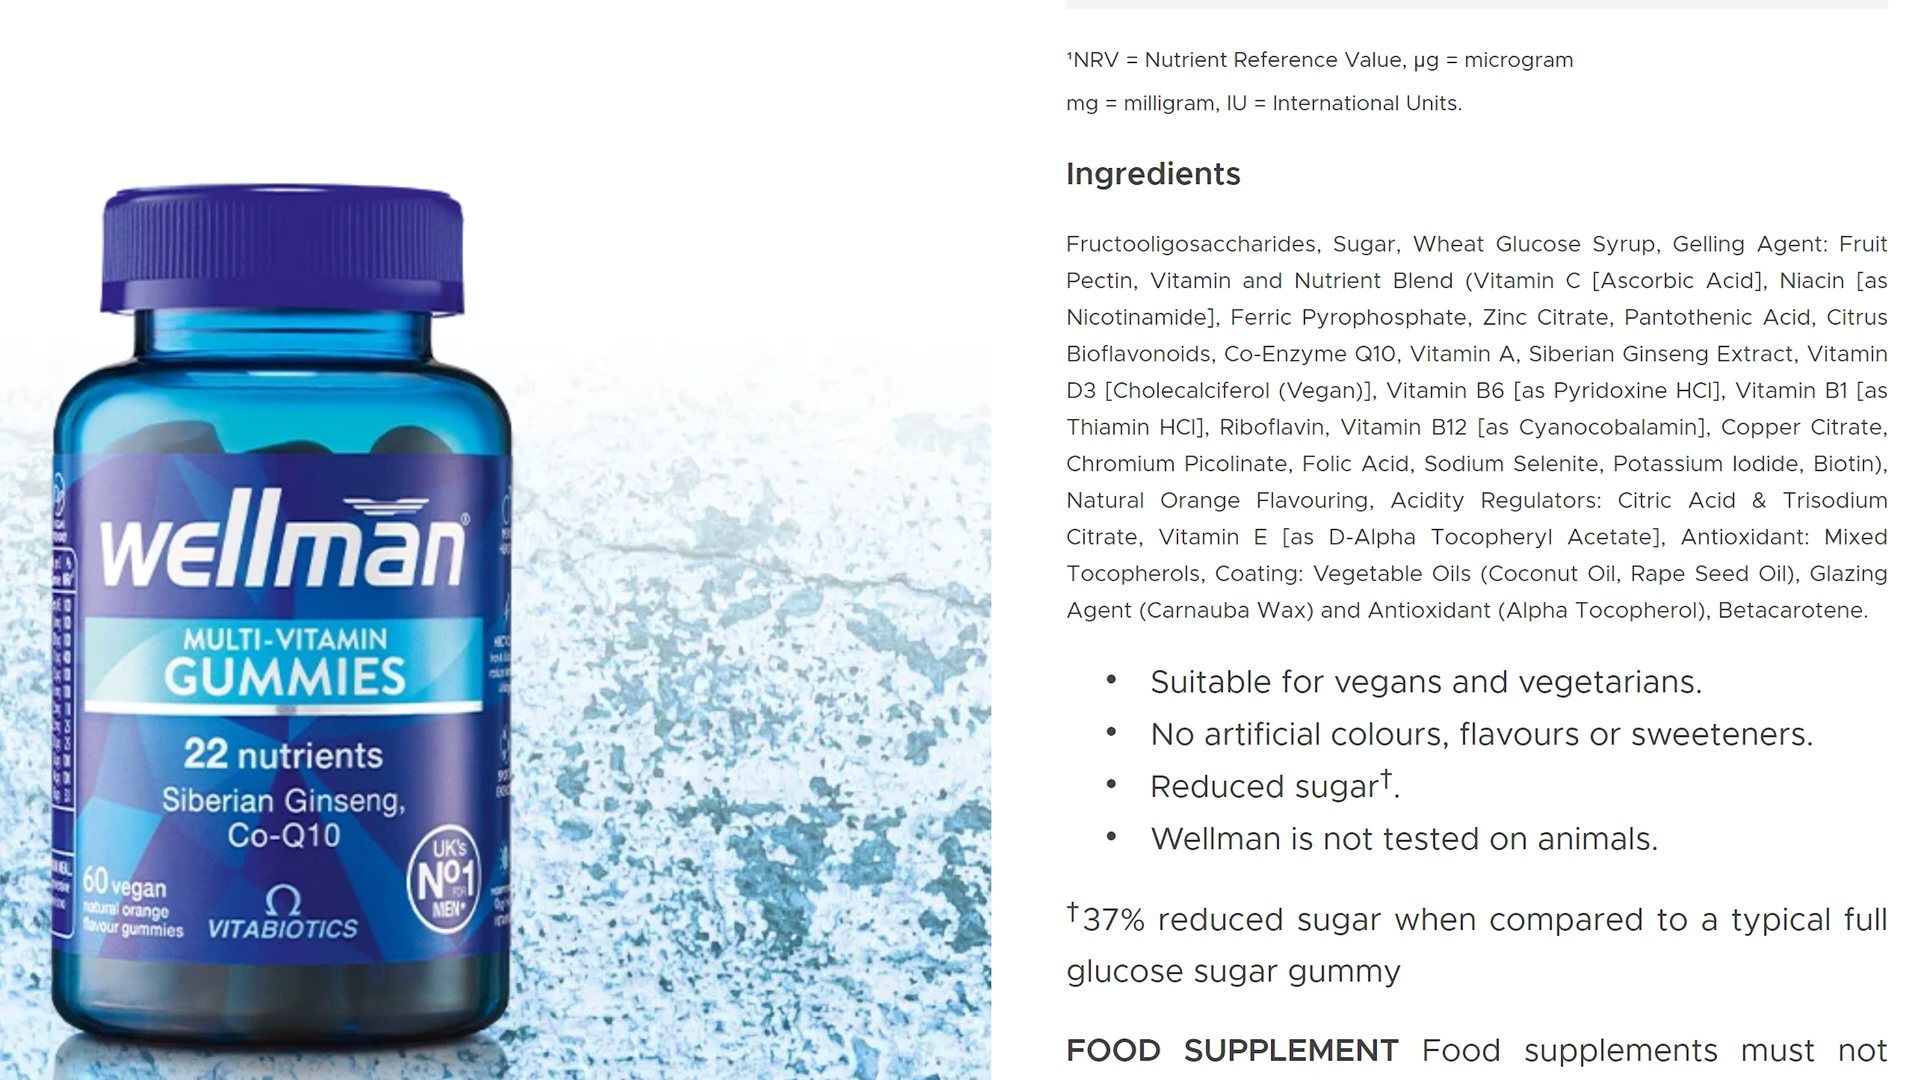 wellman®
MULTI-VITAMIN
GUMMIES
22 nutrients
Siberian Ginseng,
Co-Q10
60 vegan
natural orange
flavour gummies
VITABIOTICS
UK's
Nº1
FOR
MEN*
¹NRV = Nutrient Reference Value, µg = microgram
mg = milligram, IU = International Units.
Ingredients
Fructooligosaccharides, Sugar, Wheat Glucose Syrup, Gelling Agent: Fruit
Pectin, Vitamin and Nutrient Blend (Vitamin C [Ascorbic Acid], Niacin [as
Nicotinamide], Ferric Pyrophosphate, Zinc Citrate, Pantothenic Acid, Citrus
Bioflavonoids, Co-Enzyme Q10, Vitamin A, Siberian Ginseng Extract, Vitamin
D3 [Cholecalciferol (Vegan)], Vitamin B6 [as Pyridoxine HCl], Vitamin B1 [as
Thiamin HCl], Riboflavin, Vitamin B12 [as Cyanocobalamin], Copper Citrate,
Chromium Picolinate, Folic Acid, Sodium Selenite, Potassium Iodide, Biotin),
Natural Orange Flavouring, Acidity Regulators: Citric Acid & Trisodium
Citrate, Vitamin E [as D-Alpha Tocopheryl Acetate], Antioxidant: Mixed
Tocopherols, Coating: Vegetable Oils (Coconut Oil, Rape Seed Oil), Glazing
Agent (Carnauba Wax) and Antioxidant (Alpha Tocopherol), Betacarotene.
• Suitable for vegans and vegetarians.
• No artificial colours, flavours or sweeteners.
• Reduced sugar†.
• Wellman is not tested on animals.
†37% reduced sugar when compared to a typical full
glucose sugar gummy
FOOD SUPPLEMENT Food supplements must not